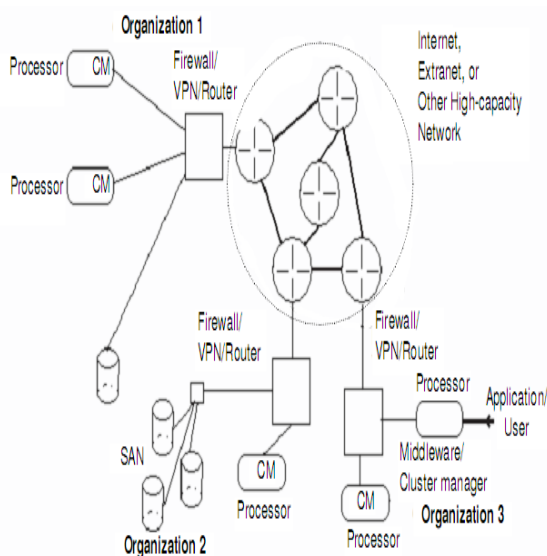 Organization 1
Processor
CM
Firewall/
VPN/Router
Internet,
Extranet, or
Other High-capacity
Network
Processor
CM
Firewall/
VPN/Router
Firewall/
VPN/Router
Processor
Application/
User
SAN
CM
Processor
Middleware/
Cluster manager
CM
Processor
Organization 2
Organization 3